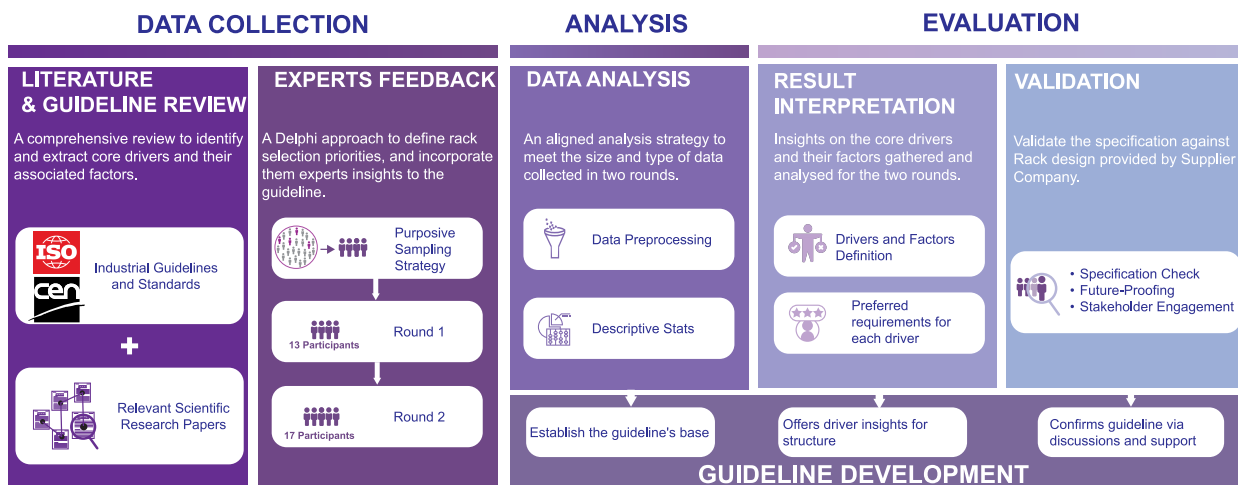 DATA COLLECTION
ANALYSIS
EVALUATION
LITERATURE
& GUIDELINE REVIEW
A comprehensive review to identify
and extract core drivers and their
associated factors.
ISO
Industrial Guidelines
and Standards
cen
+
Relevant Scientific
Research Papers
EXPERTS FEEDBACK
A Delphi approach to define rack
selection priorities, and incorporate
them experts insights to the
guideline.
Purposive
Sampling
Strategy
Round 1
13 Participants
Round 2
17 Participants
DATA ANALYSIS
An aligned analysis strategy to
meet the size and type of data
collected in two rounds.
Data Preprocessing
Descriptive Stats
RESULT
INTERPRETATION
Insights on the core drivers
and their factors gathered and
analysed for the two rounds.
Drivers and Factors
Definition
Preferred
requirements for
each driver
VALIDATION
Validate the specification against
Rack design provided by Supplier
Company.
• Specification Check
• Future-Proofing
• Stakeholder Engagement
Establish the guideline's base
Offers driver insights for
structure
Confirms guideline via
discussions and support
GUIDELINE DEVELOPMENT